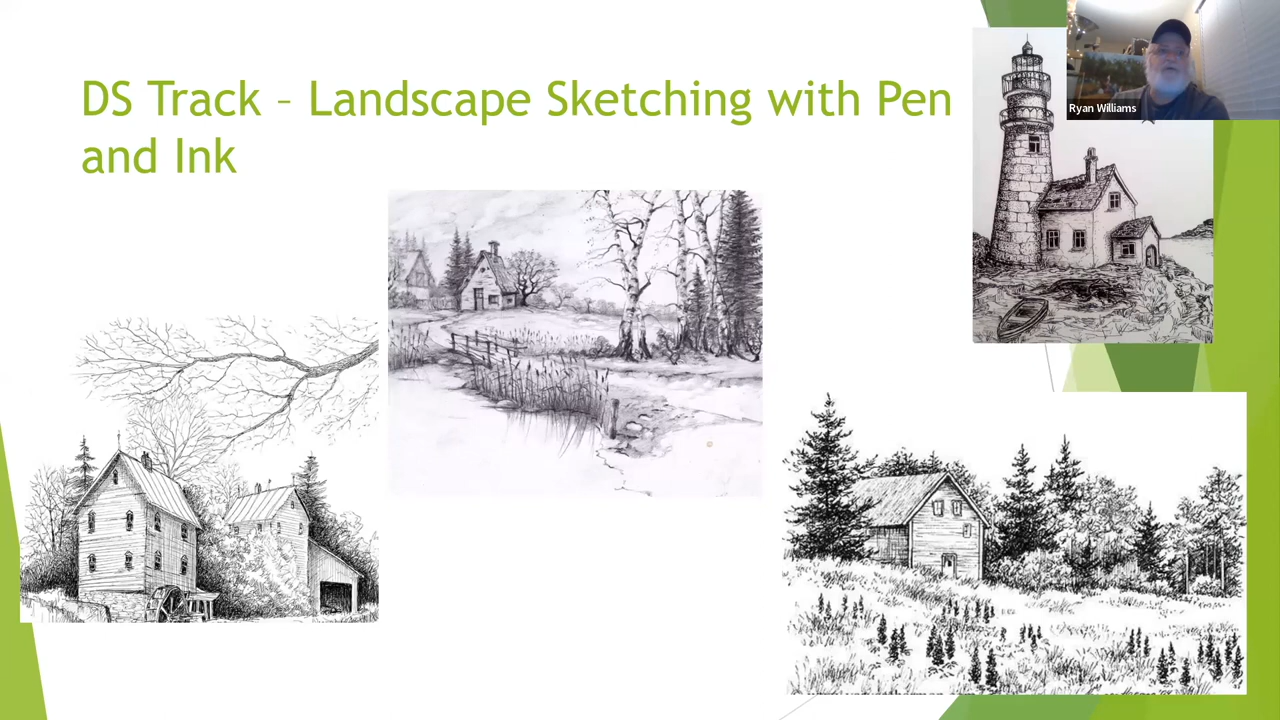 DS Track – Landscape Sketching with Pen
and Ink
Ryan Williams